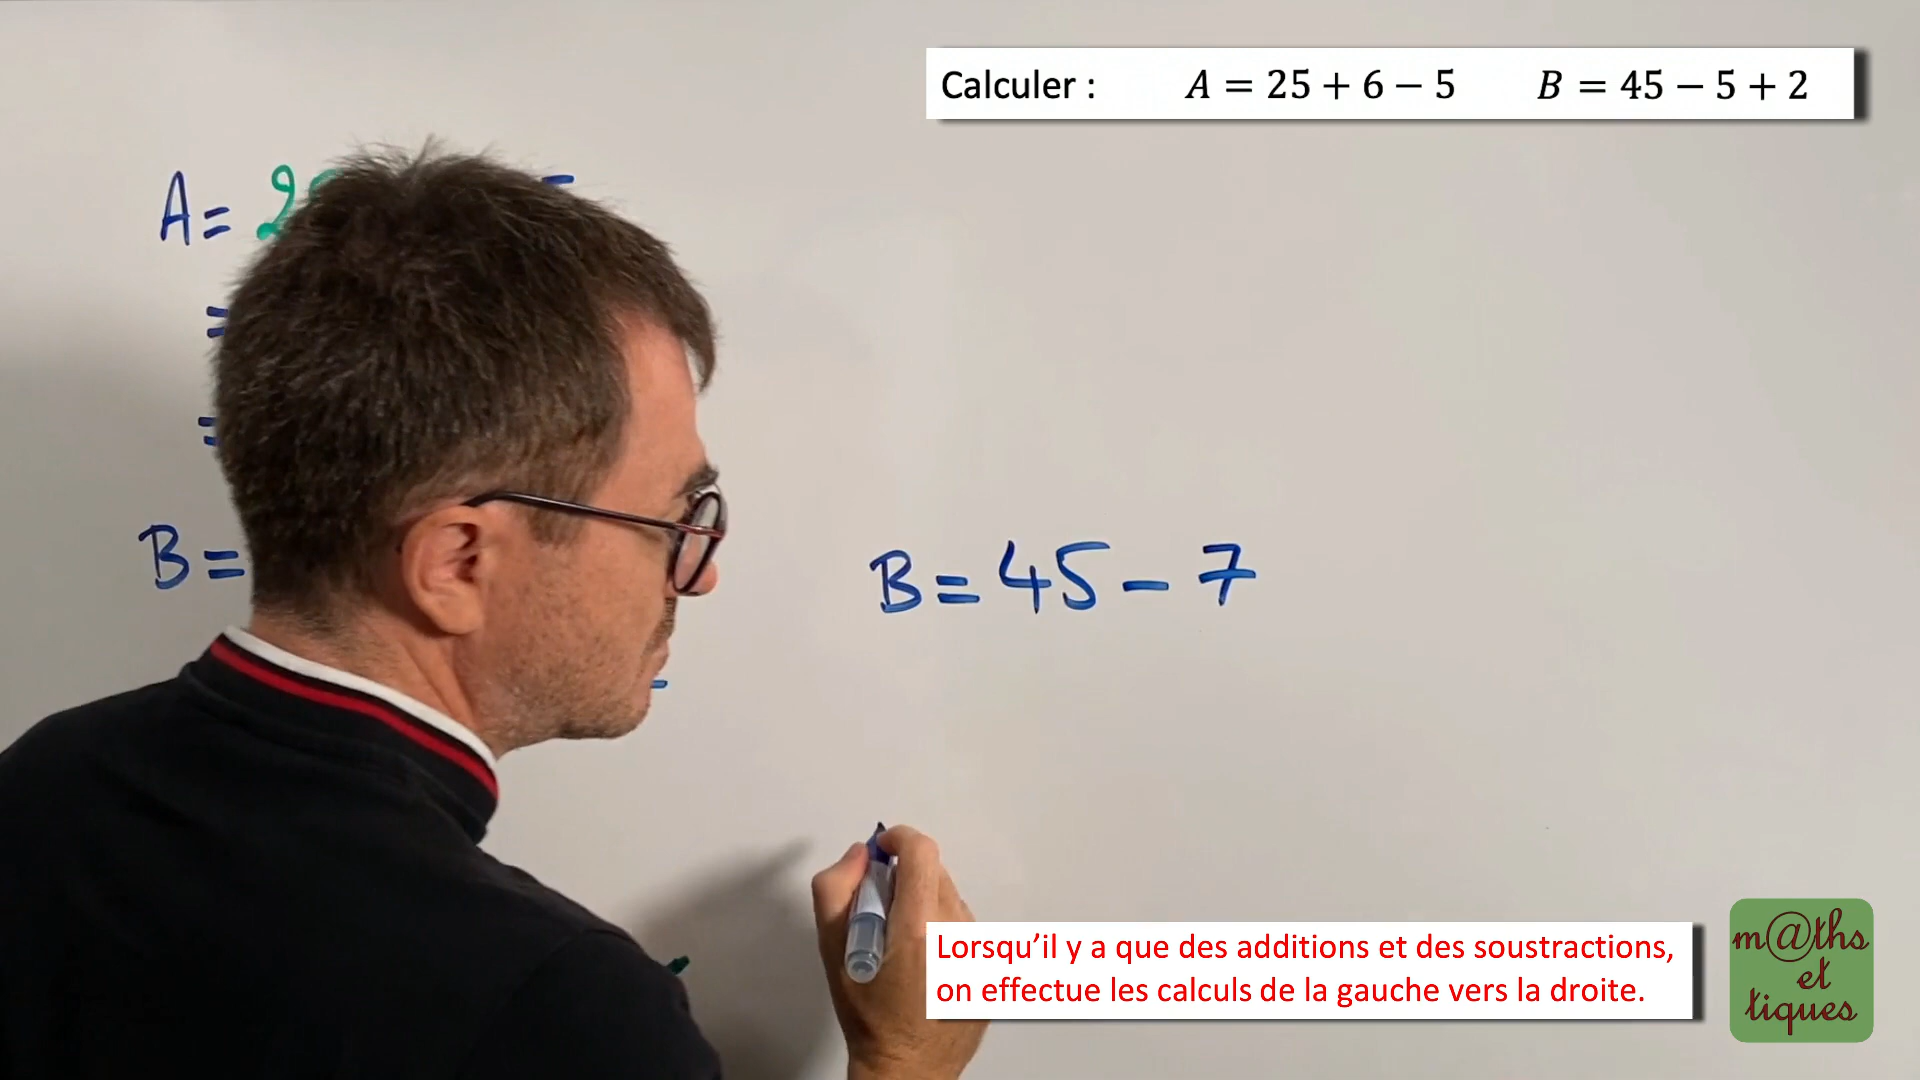 Calculer : A = 25 + 6 − 5 B = 45 − 5 + 2
A =
=
=
B =
B = 45 − 7
Lorsqu'il y a que des additions et des soustractions,
on effectue les calculs de la gauche vers la droite.
m@ths
et
tiques